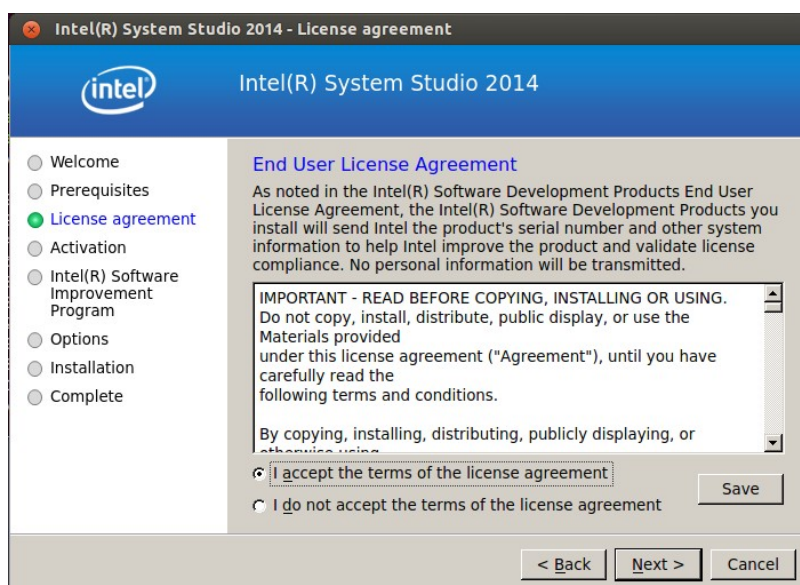 Intel(R) System Studio 2014 - License agreement
intel
Intel(R) System Studio 2014
Welcome
Prerequisites
License agreement
Activation
Intel(R) Software
Improvement
Program
Options
Installation
Complete
End User License Agreement
As noted in the Intel(R) Software Development Products End User
License Agreement, the Intel(R) Software Development Products you
install will send Intel the product's serial number and other system
information to help Intel improve the product and validate license
compliance. No personal information will be transmitted.
IMPORTANT - READ BEFORE COPYING, INSTALLING OR USING.
Do not copy, install, distribute, public display, or use the
Materials provided
under this license agreement ("Agreement"), until you have
carefully read the
following terms and conditions.
By copying, installing, distributing, publicly displaying, or
otherwise using
I accept the terms of the license agreement
I do not accept the terms of the license agreement
Save
< Back
Next >
Cancel